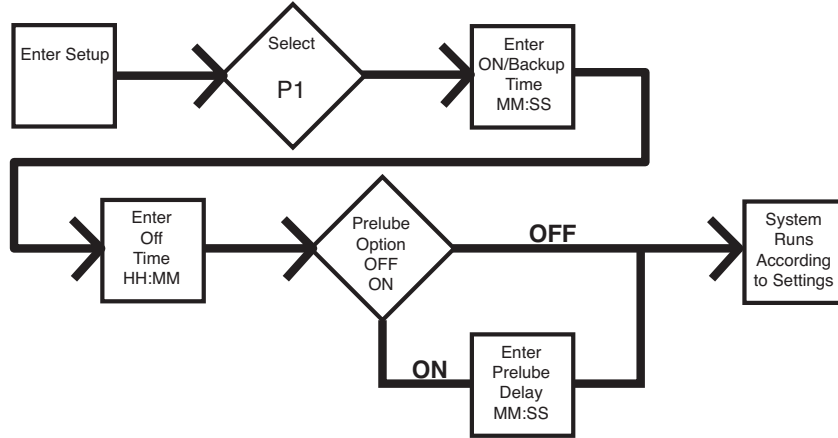 Enter Setup
Select
P1
Enter
ON/Backup
Time
MM:SS
Enter
Off
Time
HH:MM
Prelube
Option
OFF
ON
OFF
System
Runs
According
to Settings
ON
Enter
Prelube
Delay
MM:SS